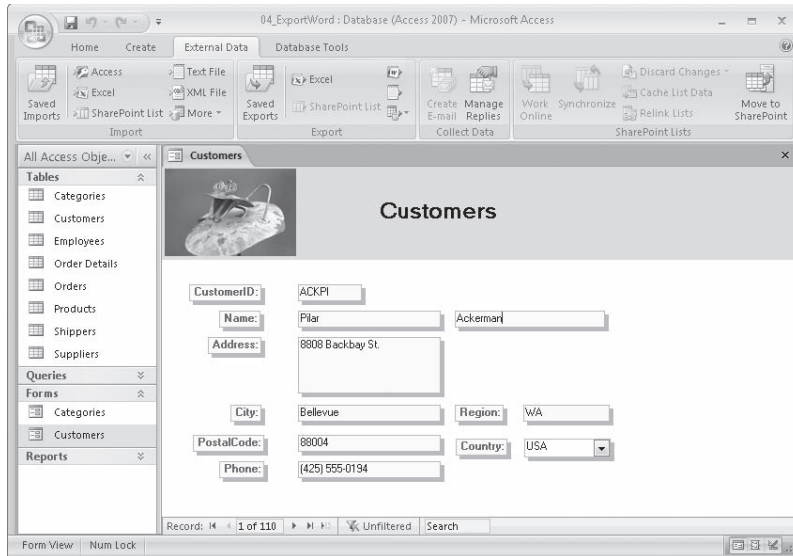 04_ExportWord : Database (Access 2007) - Microsoft Access
Home Create External Data Database Tools
Saved Imports
Access
Excel
SharePoint List
Text File
XML File
More
Import
Saved Exports
Excel
SharePoint List
Export
Create E-mail
Manage Replies
Collect Data
Work Online
Synchronize
Discard Changes
Cache List Data
Relink Lists
Move to SharePoint
SharePoint Lists
All Access Obje...
Tables
Categories
Customers
Employees
Order Details
Orders
Products
Shippers
Suppliers
Queries
Forms
Categories
Customers
Reports
Customers
Customers
CustomerID: ACKPI
Name: Pilar Ackerman
Address: 8808 Backbay St.
City: Bellevue Region: WA
PostalCode: 88004 Country: USA
Phone: (425) 555-0194
Record: 1 of 110 Unfiltered Search
Form View Num Lock